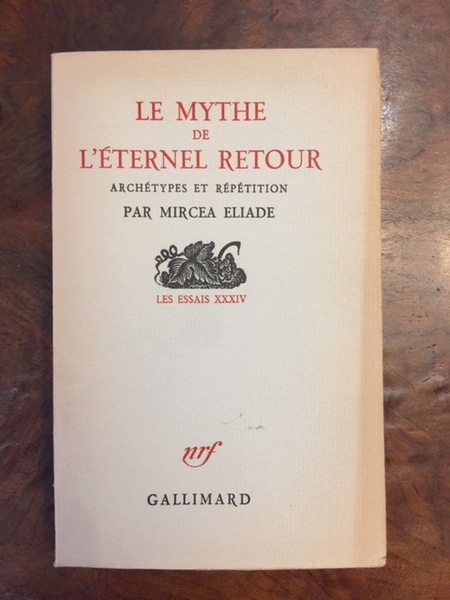 LE MYTHE
DE
L'ÉTERNEL RETOUR
ARCHÉTYPES ET RÉPÉTITION
PAR MIRCEA ELIADE
LES ESSAIS XXXIV
nrf
GALLIMARD